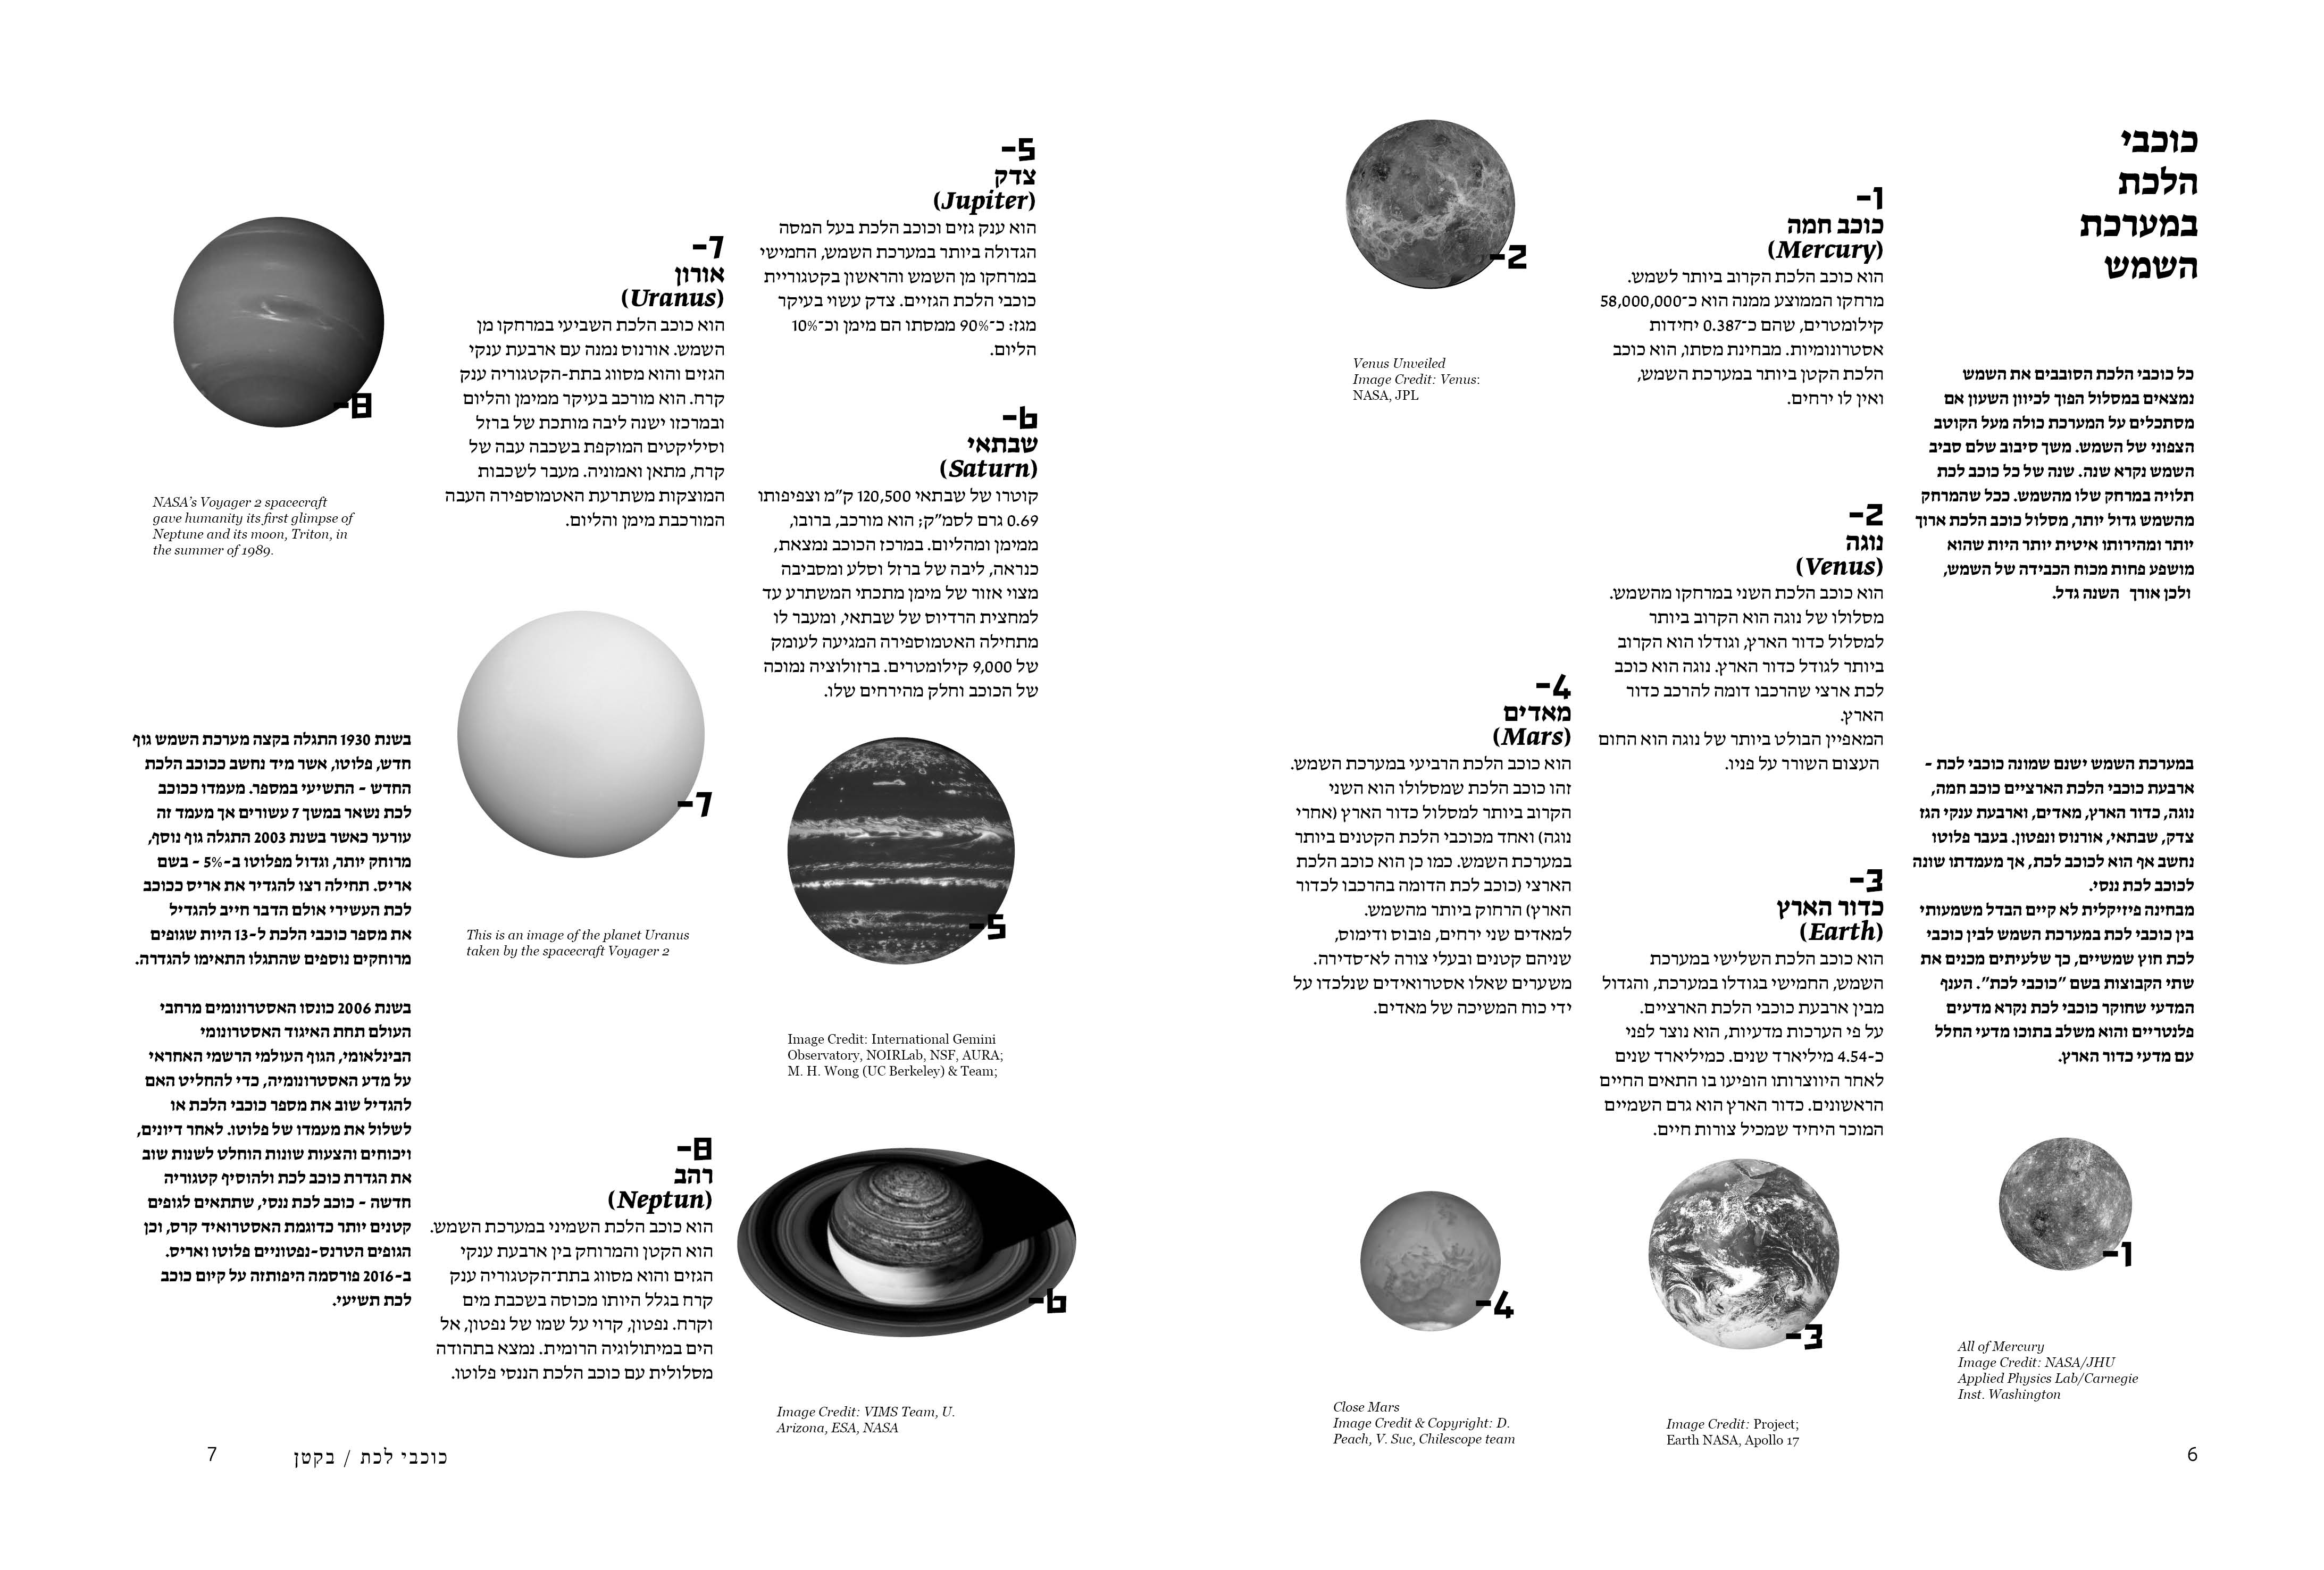 כוכבי
הלכת
במערכת
השמש
כל כוכבי הלכת הסובבים את השמש
נמצאים במסלול הפוך לכיוון השעון אם
מסתכלים על המערכת כולה מעל הקוטב
הצפוני של השמש. משך סיבוב שלם סביב
השמש נקרא שנה. שנה של כל כוכב לכת
תלויה במרחק שלו מהשמש. ככל שהמרחק
מהשמש גדול יותר, מסלול כוכב הלכת ארוך
יותר ומהירותו איטית יותר היות שהוא
מושפע פחות מכוח הכבידה של השמש,
ולכן אורך השנה גדל.
במערכת השמש ישנם שמונה כוכבי לכת -
ארבעת כוכבי הלכת הארציים כוכב חמה,
נוגה, כדור הארץ, מאדים, וארבעת ענקי הגז
צדק, שבתאי, אורנוס ונפטון. בעבר פלוטו
נחשב אף הוא לכוכב לכת, אך מעמדתו שונה
לכוכב לכת ננסי.
מבחינה פיזיקלית לא קיים הבדל משמעותי
בין כוכבי לכת במערכת השמש לבין כוכבי
לכת חוץ שמשיים, כך שלעיתים מכנים את
שתי הקבוצות בשם "כוכבי לכת". הענף
המדעי שחוקר כוכבי לכת נקרא מדעים
פלנטריים והוא משלב בתוכו מדעי החלל
עם מדעי כדור הארץ.
-1
All of Mercury
Image Credit: NASA/JHU
Applied Physics Lab/Carnegie
Inst. Washington
-1
כוכב חמה
(Mercury)
הוא כוכב הלכת הקרוב ביותר לשמש.
מרחקו הממוצע ממנה הוא כ־58,000,000
קילומטרים, שהם כ־0.387 יחידות
אסטרונומיות. מבחינת מסתו, הוא כוכב
הלכת הקטן ביותר במערכת השמש,
ואין לו ירחים.
-2
נוגה
(Venus)
הוא כוכב הלכת השני במרחקו מהשמש.
מסלולו של נוגה הוא הקרוב ביותר
למסלול כדור הארץ, וגודלו הוא הקרוב
ביותר לגודל כדור הארץ. נוגה הוא כוכב
לכת ארצי שהרכבו דומה להרכב כדור
הארץ.
המאפיין הבולט ביותר של נוגה הוא החום
העצום השורר על פניו.
-3
כדור הארץ
(Earth)
הוא כוכב הלכת השלישי במערכת
השמש, החמישי בגודלו במערכת, והגדול
מבין ארבעת כוכבי הלכת הארציים.
על פי הערכות מדעיות, הוא נוצר לפני
כ-4.54 מיליארד שנים. כמיליארד שנים
לאחר היווצרותו הופיעו בו התאים החיים
הראשונים. כדור הארץ הוא גרם השמיים
המוכר היחיד שמכיל צורות חיים.
-3
Image Credit: Project;
Earth NASA, Apollo 17
-2
Venus Unveiled
Image Credit: Venus:
NASA, JPL
-4
מאדים
(Mars)
הוא כוכב הלכת הרביעי במערכת השמש.
זהו כוכב הלכת שמסלולו הוא השני
הקרוב ביותר למסלול כדור הארץ (אחרי
נוגה) ואחד מכוכבי הלכת הקטנים ביותר
במערכת השמש. כמו כן הוא כוכב הלכת
הארצי (כוכב לכת הדומה בהרכבו לכדור
הארץ) הרחוק ביותר מהשמש.
למאדים שני ירחים, פובוס ודימוס,
שניהם קטנים ובעלי צורה לא־סדירה.
משערים שאלו אסטרואידים שנלכדו על
ידי כוח המשיכה של מאדים.
-4
Close Mars
Image Credit & Copyright: D.
Peach, V. Suc, Chilescope team
6
-5
צדק
(Jupiter)
הוא ענק גזים וכוכב הלכת בעל המסה
הגדולה ביותר במערכת השמש, החמישי
במרחקו מן השמש והראשון בקטגוריית
כוכבי הלכת הגזיים. צדק עשוי בעיקר
מגז: כ־90% ממסתו הם מימן וכ־10%
הליום.
-6
שבתאי
(Saturn)
קוטרו של שבתאי 120,500 ק"מ וצפיפותו
0.69 גרם לסמ"ק; הוא מורכב, ברובו,
ממימן ומהליום. במרכז הכוכב נמצאת,
כנראה, ליבה של ברזל וסלע ומסביבה
מצוי אזור של מימן מתכתי המשתרע עד
למחצית הרדיוס של שבתאי, ומעבר לו
מתחילה האטמוספירה המגיעה לעומק
של 9,000 קילומטרים. ברזולוציה נמוכה
של הכוכב וחלק מהירחים שלו.
-5
Image Credit: International Gemini
Observatory, NOIRLab, NSF, AURA;
M. H. Wong (UC Berkeley) & Team;
-6
Image Credit: VIMS Team, U.
Arizona, ESA, NASA
-7
אורון
(Uranus)
הוא כוכב הלכת השביעי במרחקו מן
השמש. אורנוס נמנה עם ארבעת ענקי
הגזים והוא מסווג בתת-הקטגוריה ענק
קרח. הוא מורכב בעיקר ממימן והליום
ובמרכזו ישנה ליבה מותכת של ברזל
וסיליקטים המוקפת בשכבה עבה של
קרח, מתאן ואמוניה. מעבר לשכבות
המוצקות משתרעת האטמוספירה העבה
המורכבת מימן והליום.
-7
This is an image of the planet Uranus
taken by the spacecraft Voyager 2
-8
רהב
(Neptun)
הוא כוכב הלכת השמיני במערכת השמש.
הוא הקטן והמרוחק בין ארבעת ענקי
הגזים והוא מסווג בתת־הקטגוריה ענק
קרח בגלל היותו מכוסה בשכבת מים
וקרח. נפטון, קרוי על שמו של נפטון, אל
הים במיתולוגיה הרומית. נמצא בתהודה
מסלולית עם כוכב הלכת הננסי פלוטו.
-8
NASA's Voyager 2 spacecraft
gave humanity its first glimpse of
Neptune and its moon, Triton, in
the summer of 1989.
בשנת 1930 התגלה בקצה מערכת השמש גוף
חדש, פלוטו, אשר מיד נחשב ככוכב הלכת
החדש - התשיעי במספר. מעמדו ככוכב
לכת נשאר במשך 7 עשורים אך מעמד זה
עורער כאשר בשנת 2003 התגלה גוף נוסף,
מרוחק יותר, וגדול מפלוטו ב-5% - בשם
אריס. תחילה רצו להגדיר את אריס ככוכב
לכת העשירי אולם הדבר חייב להגדיל
את מספר כוכבי הלכת ל-13 היות שגופים
מרוחקים נוספים שהתגלו התאימו להגדרה.
בשנת 2006 כונסו האסטרונומים מרחבי
העולם תחת האיגוד האסטרונומי
הבינלאומי, הגוף העולמי הרשמי האחראי
על מדע האסטרונומיה, כדי להחליט האם
להגדיל שוב את מספר כוכבי הלכת או
לשלול את מעמדו של פלוטו. לאחר דיונים,
ויכוחים והצעות שונות הוחלט לשנות שוב
את הגדרת כוכב לכת ולהוסיף קטגוריה
חדשה - כוכב לכת ננסי, שתתאים לגופים
קטנים יותר כדוגמת האסטרואיד קרס, וכן
הגופים הטרנס-נפטוניים פלוטו ואריס.
ב-2016 פורסמה היפותזה על קיום כוכב
לכת תשיעי.
כוכבי לכת / בקטן
7